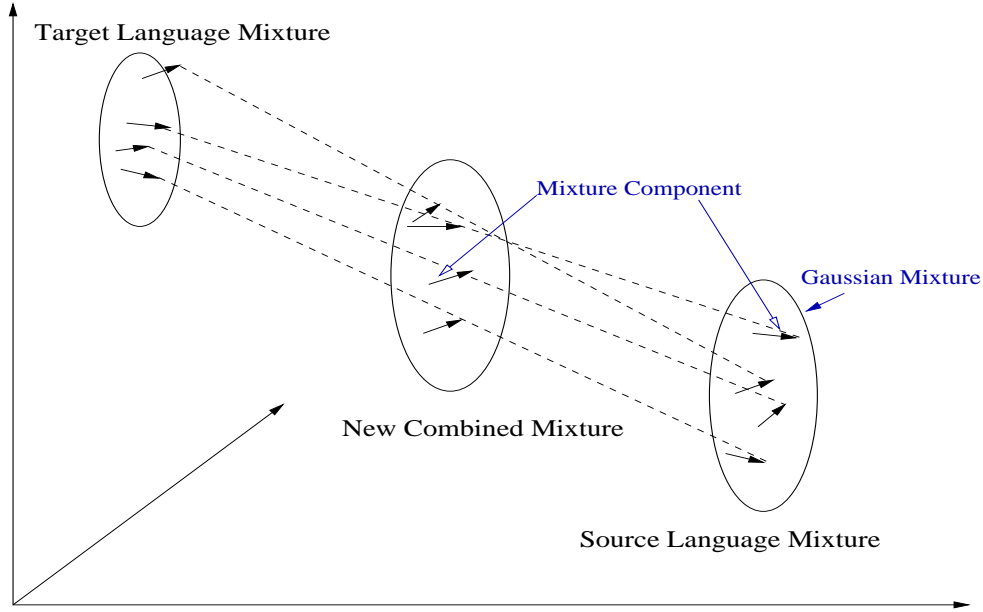 Target Language Mixture
Mixture Component
Gaussian Mixture
New Combined Mixture
Source Language Mixture